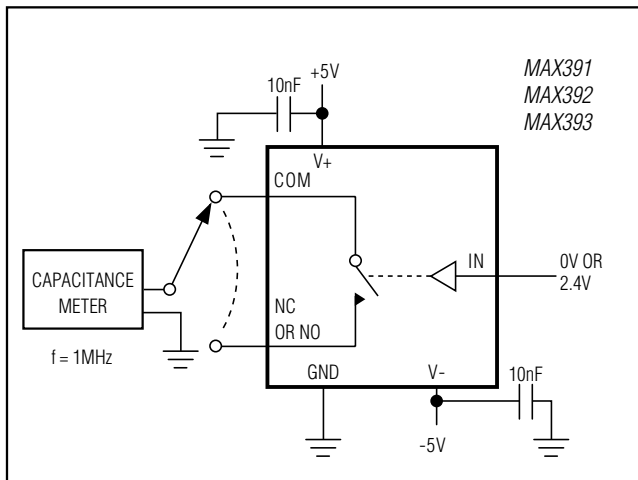 +5V
10nF
MAX391
MAX392
MAX393
V+
COM
CAPACITANCE
METER
f = 1MHz
NC
OR NO
IN
0V OR
2.4V
GND
V-
10nF
-5V